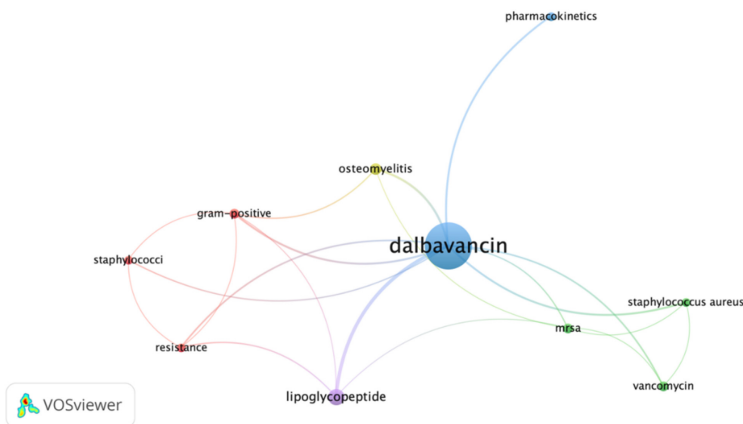 pharmacokinetics
osteomyelitis
gram-positive
dalbavancin
staphylococci
staphylococcus aureus
mrsa
resistance
vancomycin
lipoglycopeptide
VOSviewer